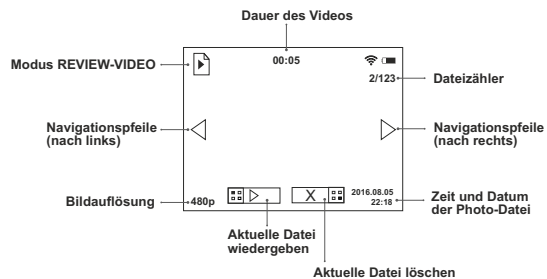 Dauer des Videos
Modus REVIEW-VIDEO
00:05
2/123
Dateizähler
Navigationspfeile
(nach links)
Navigationspfeile
(nach rechts)
Bildauflösung
480p
X
2016.08.05
22:18
Zeit und Datum
der Photo-Datei
Aktuelle Datei
wiedergeben
Aktuelle Datei löschen